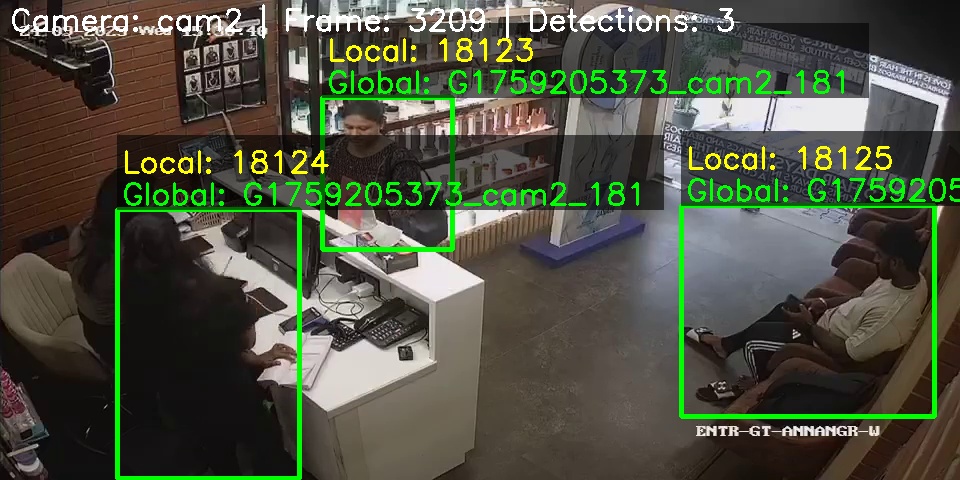 Camera: cam2 | Frame: 3209 | Detections: 3
Local: 18123
Global: G1759205373_cam2_181
Local: 18124
Global: G1759205373_cam2_181
Local: 18125
Global: G1759205
ENTR-GT-ANNANGR-W